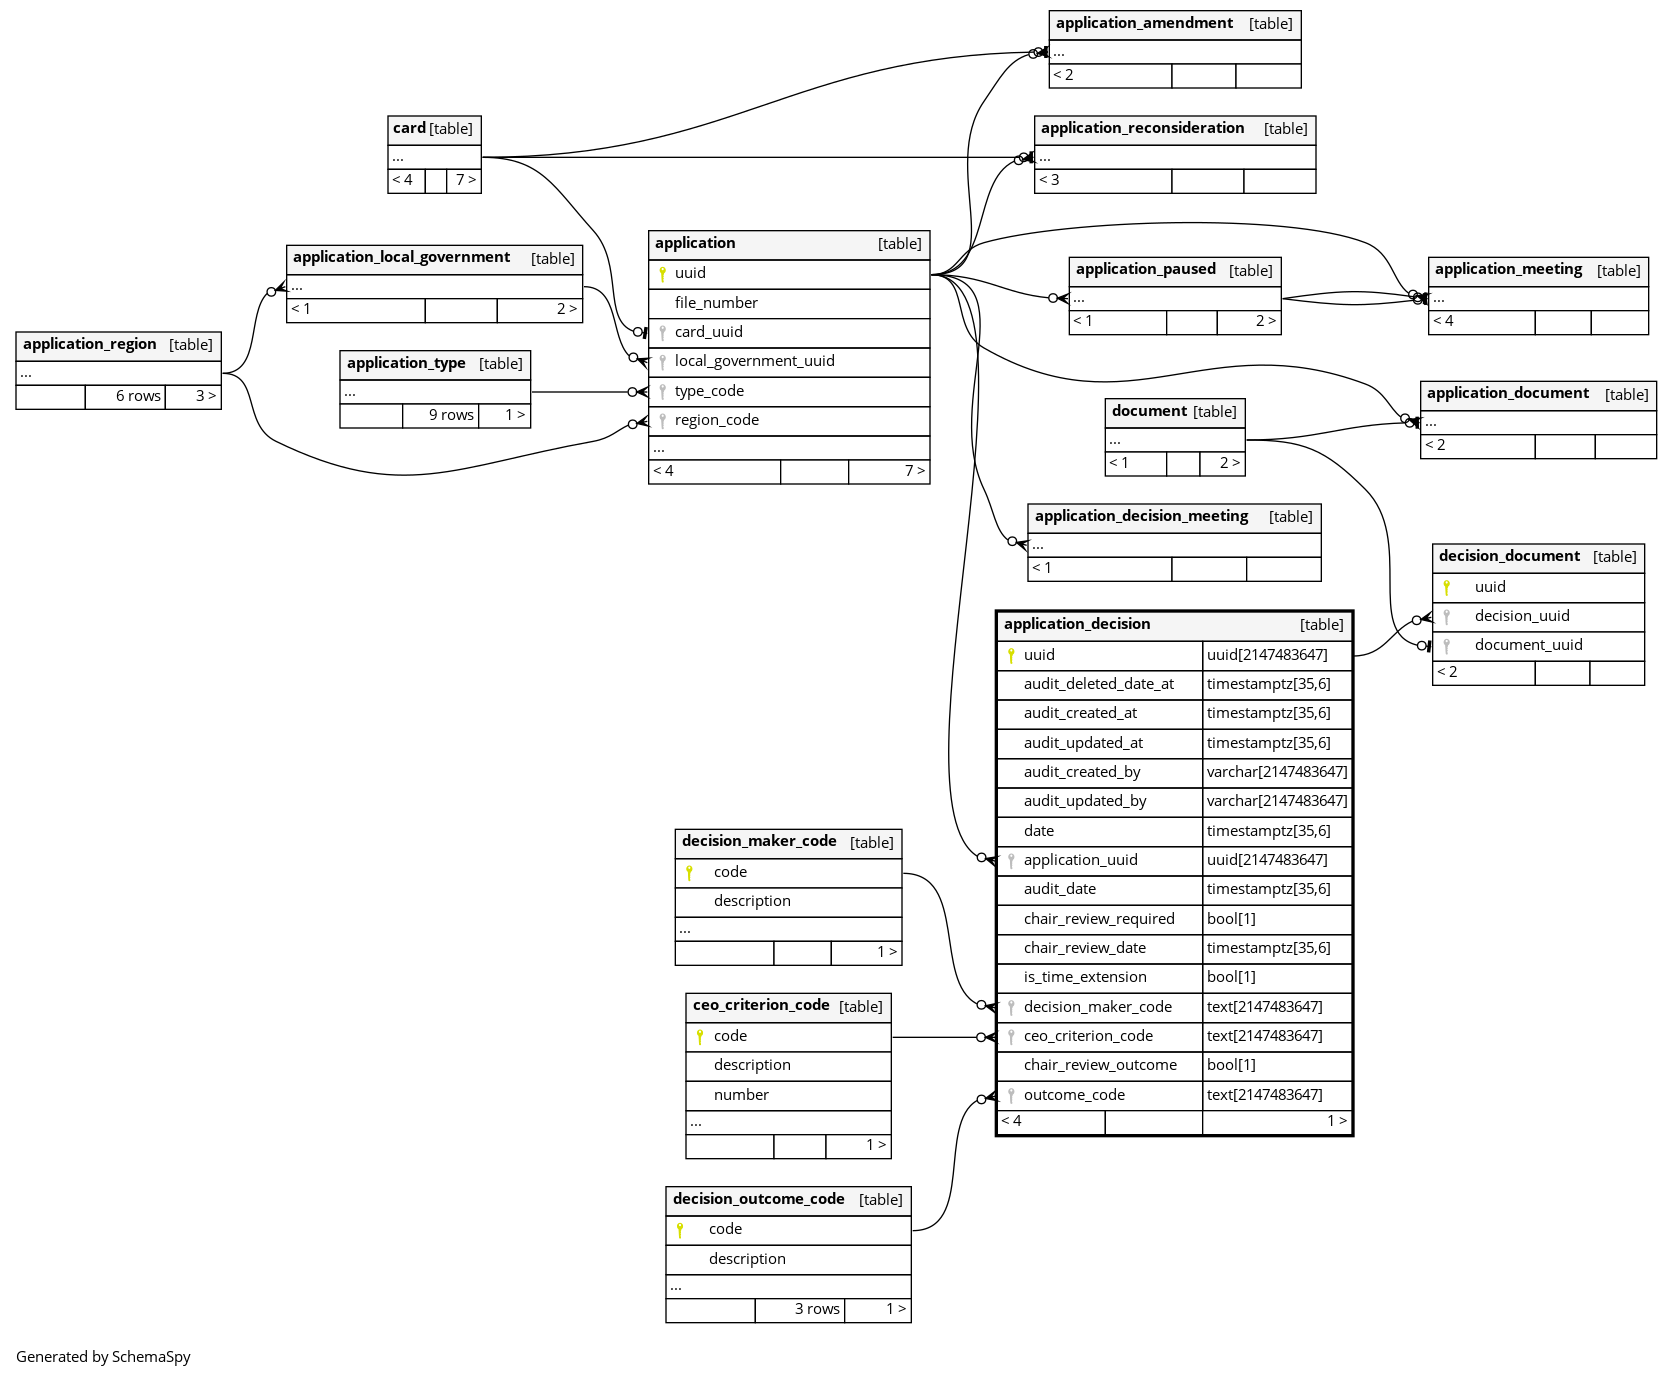 application_amendment [table]
...
< 2
card [table]
...
< 4 7 >
application_reconsideration [table]
...
< 3
application_local_government [table]
...
< 1 2 >
application [table]
uuid
file_number
card_uuid
local_government_uuid
type_code
region_code
...
< 4 7 >
application_paused [table]
...
< 1 2 >
application_meeting [table]
...
< 4
application_region [table]
...
6 rows 3 >
application_type [table]
...
9 rows 1 >
document [table]
...
< 1 2 >
application_document [table]
...
< 2
application_decision_meeting [table]
...
< 1
decision_document [table]
uuid
decision_uuid
document_uuid
< 2
application_decision [table]
uuid uuid[2147483647]
audit_deleted_date_at timestamptz[35,6]
audit_created_at timestamptz[35,6]
audit_updated_at timestamptz[35,6]
audit_created_by varchar[2147483647]
audit_updated_by varchar[2147483647]
date timestamptz[35,6]
application_uuid uuid[2147483647]
audit_date timestamptz[35,6]
chair_review_required bool[1]
chair_review_date timestamptz[35,6]
is_time_extension bool[1]
decision_maker_code text[2147483647]
ceo_criterion_code text[2147483647]
chair_review_outcome bool[1]
outcome_code text[2147483647]
< 4 1 >
decision_maker_code [table]
code
description
...
1 >
ceo_criterion_code [table]
code
description
number
...
1 >
decision_outcome_code [table]
code
description
...
3 rows 1 >
Generated by SchemaSpy